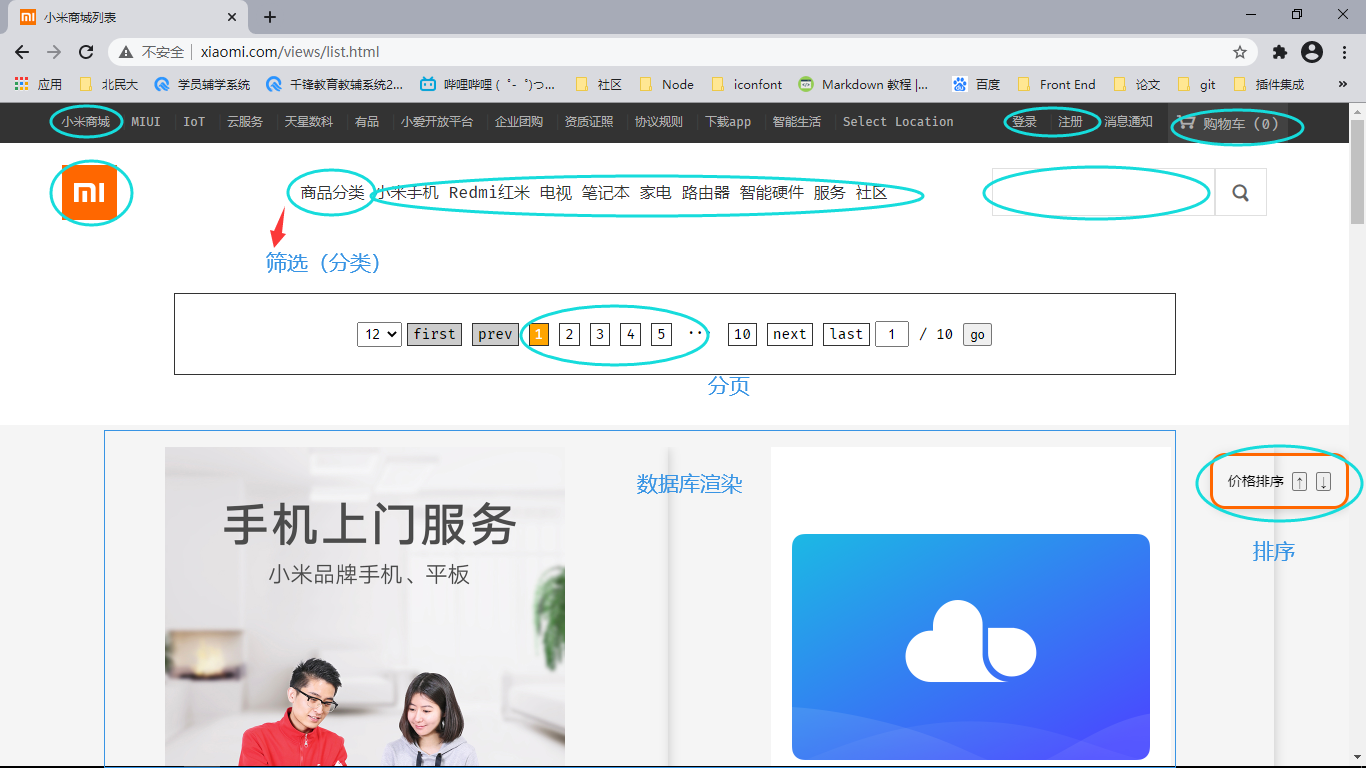 小米商城列表
不安全 xiaomi.com/views/list.html
应用 北民大 学员辅学系统 千锋教育教辅系统2... 哔哩哔哩 ( ゜- ゜)つ... 社区 Node iconfont Markdown 教程 |... 百度 Front End 论文 git 插件集成 »
小米商城 MIUI IoT 云服务 天星数科 有品 小爱开放平台 企业团购 资质证照 协议规则 下载app 智能生活 Select Location 登录 注册 消息通知 购物车 (0)
商品分类 小米手机 Redmi红米 电视 笔记本 家电 路由器 智能硬件 服务 社区
筛选（分类）
12 first prev 1 2 3 4 5 ··· 10 next last 1 / 10 go
分页
数据库渲染
价格排序 ↑ ↓
手机上门服务
小米品牌手机、平板
排序